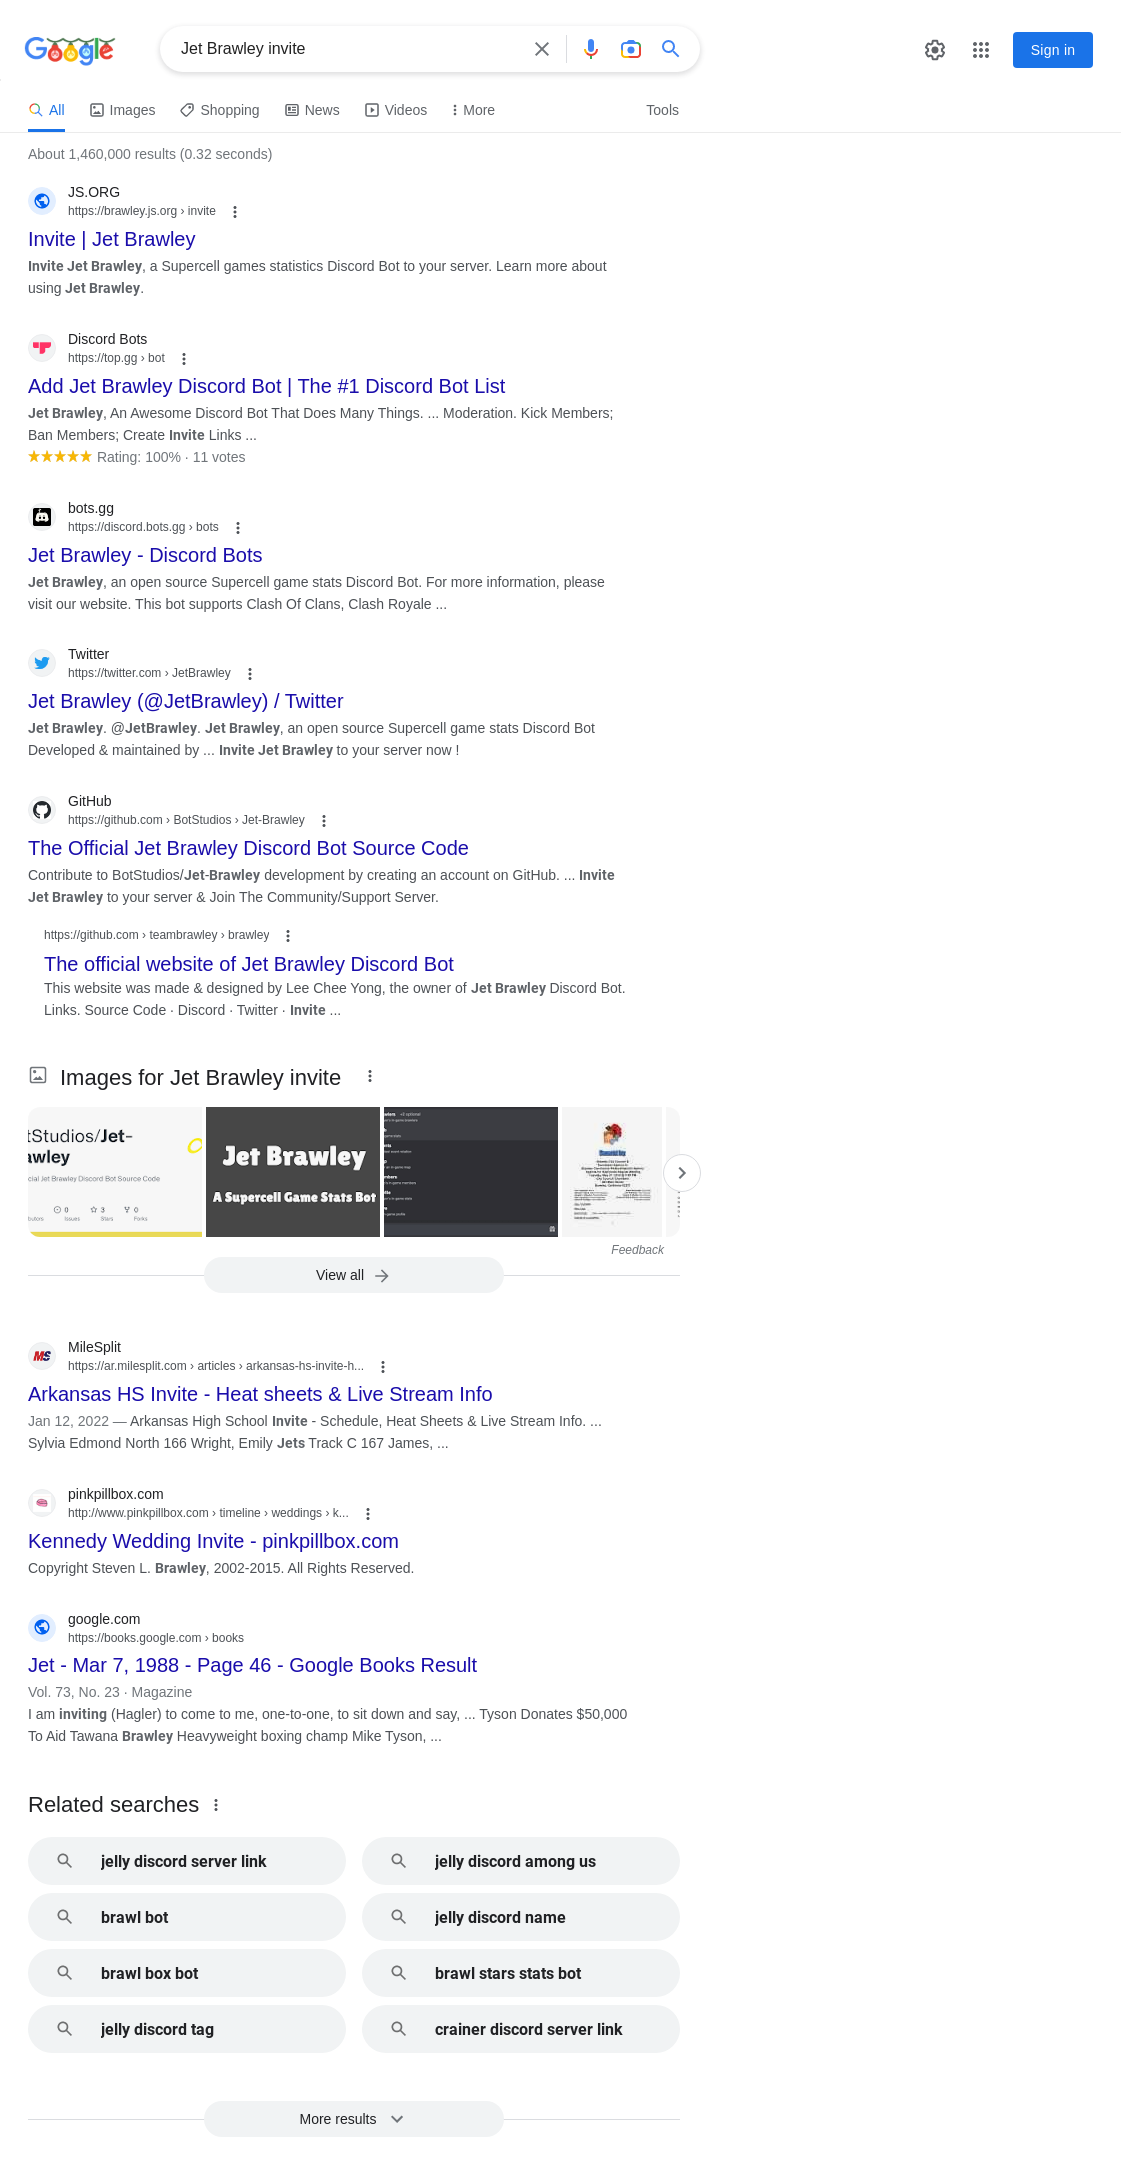 Google
Jet Brawley invite
Sign in
All
Images
Shopping
News
Videos
More
Tools
About 1,460,000 results (0.32 seconds)
JS.ORG
https://brawley.js.org › invite
Invite | Jet Brawley
Invite Jet Brawley, a Supercell games statistics Discord Bot to your server. Learn more about
using Jet Brawley.
Discord Bots
https://top.gg › bot
Add Jet Brawley Discord Bot | The #1 Discord Bot List
Jet Brawley, An Awesome Discord Bot That Does Many Things. ... Moderation. Kick Members;
Ban Members; Create Invite Links ...
Rating: 100% · 11 votes
bots.gg
https://discord.bots.gg › bots
Jet Brawley - Discord Bots
Jet Brawley, an open source Supercell game stats Discord Bot. For more information, please
visit our website. This bot supports Clash Of Clans, Clash Royale ...
Twitter
https://twitter.com › JetBrawley
Jet Brawley (@JetBrawley) / Twitter
Jet Brawley. @JetBrawley. Jet Brawley, an open source Supercell game stats Discord Bot
Developed & maintained by ... Invite Jet Brawley to your server now !
GitHub
https://github.com › BotStudios › Jet-Brawley
The Official Jet Brawley Discord Bot Source Code
Contribute to BotStudios/Jet-Brawley development by creating an account on GitHub. ... Invite
Jet Brawley to your server & Join The Community/Support Server.
https://github.com › teambrawley › brawley
The official website of Jet Brawley Discord Bot
This website was made & designed by Lee Chee Yong, the owner of Jet Brawley Discord Bot.
Links. Source Code · Discord · Twitter · Invite ...
Images for Jet Brawley invite
tStudios/Jet-
awley
cial Jet Brawley Discord Bot Source Code
0 3 0
butors Issues Stars Forks
Jet Brawley
A Supercell Game Stats Bot
Feedback
View all
MS
MileSplit
https://ar.milesplit.com › articles › arkansas-hs-invite-h...
Arkansas HS Invite - Heat sheets & Live Stream Info
Jan 12, 2022 — Arkansas High School Invite - Schedule, Heat Sheets & Live Stream Info. ...
Sylvia Edmond North 166 Wright, Emily Jets Track C 167 James, ...
pinkpillbox.com
http://www.pinkpillbox.com › timeline › weddings › k...
Kennedy Wedding Invite - pinkpillbox.com
Copyright Steven L. Brawley, 2002-2015. All Rights Reserved.
google.com
https://books.google.com › books
Jet - Mar 7, 1988 - Page 46 - Google Books Result
Vol. 73, No. 23 · Magazine
I am inviting (Hagler) to come to me, one-to-one, to sit down and say, ... Tyson Donates $50,000
To Aid Tawana Brawley Heavyweight boxing champ Mike Tyson, ...
Related searches
jelly discord server link
jelly discord among us
brawl bot
jelly discord name
brawl box bot
brawl stars stats bot
jelly discord tag
crainer discord server link
More results